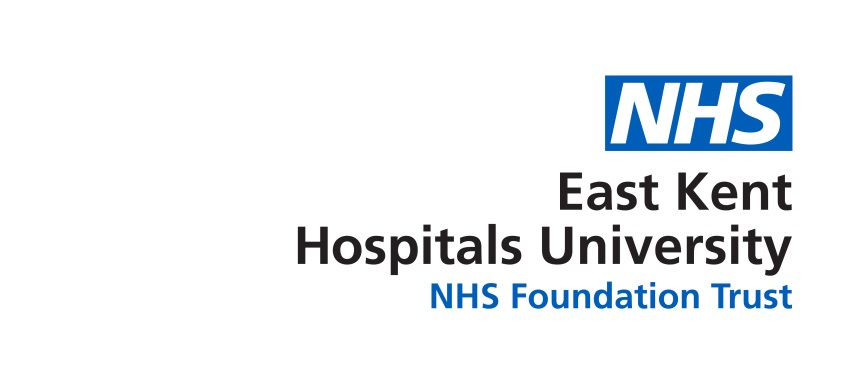 NHS
East Kent
Hospitals University
NHS Foundation Trust